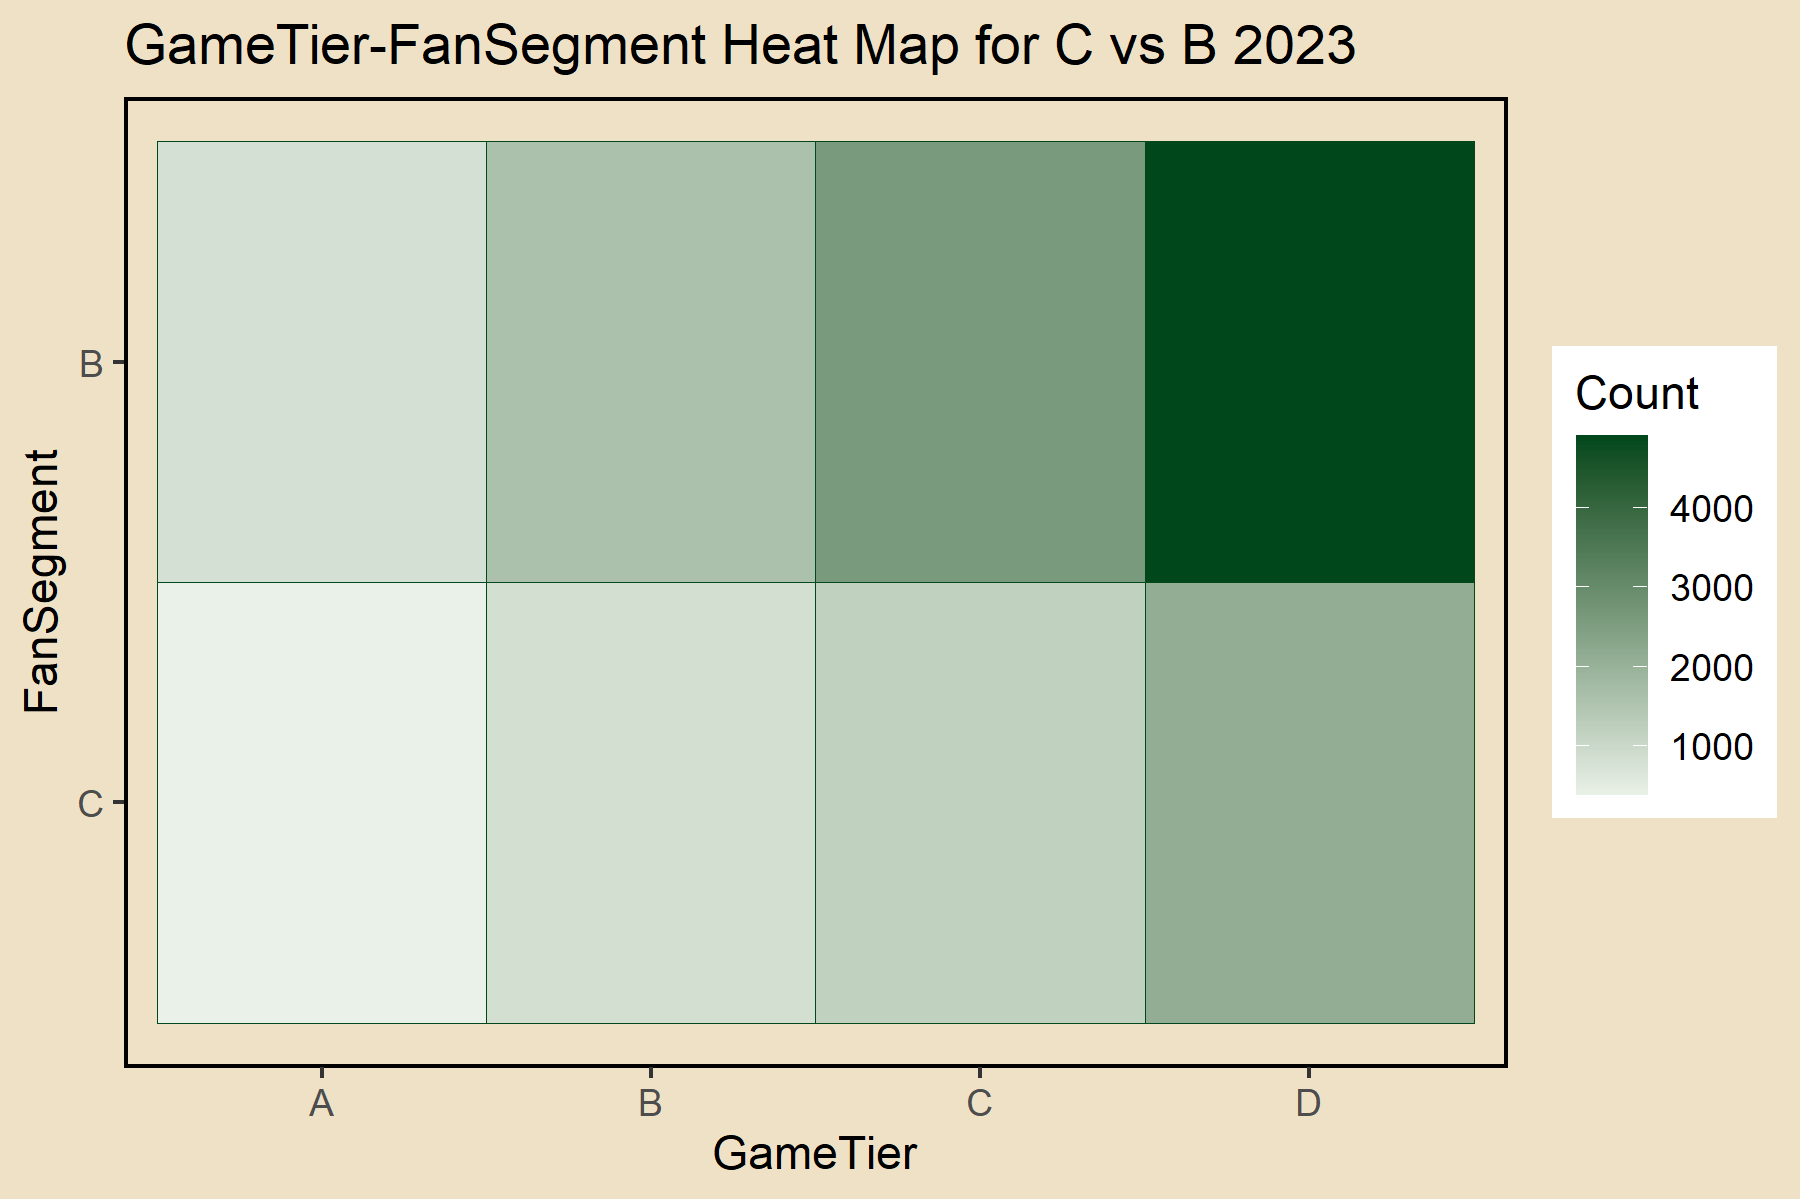 GameTier-FanSegment Heat Map for C vs B 2023
FanSegment
B
C
A B C D
GameTier
Count
4000
3000
2000
1000